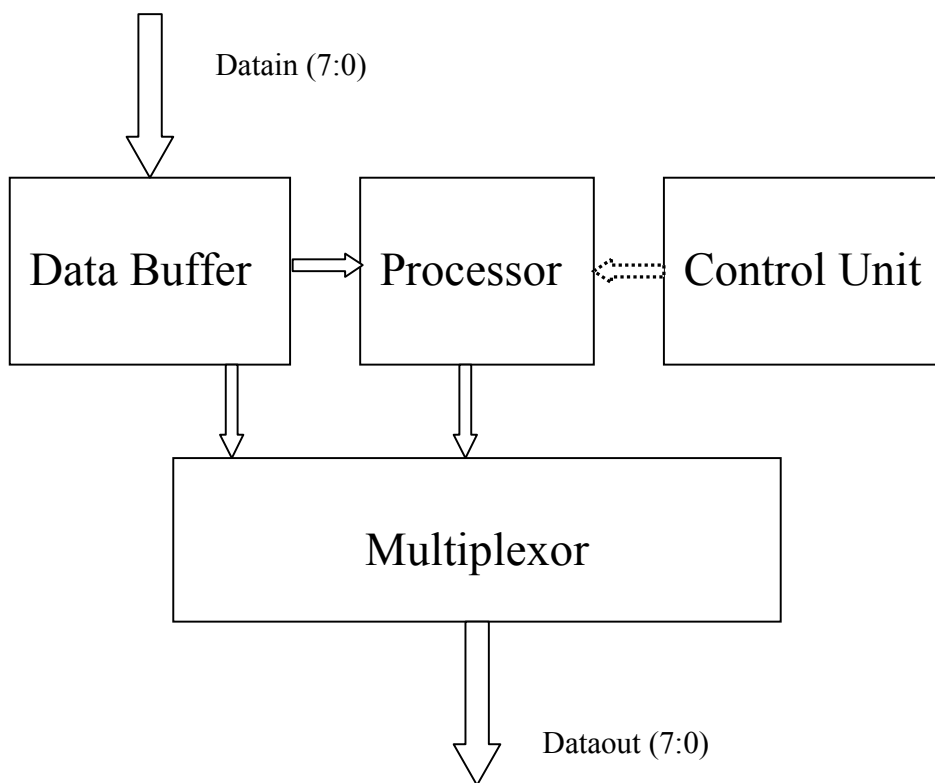 Datain (7:0)
Data Buffer
Processor
Control Unit
Multiplexor
Dataout (7:0)